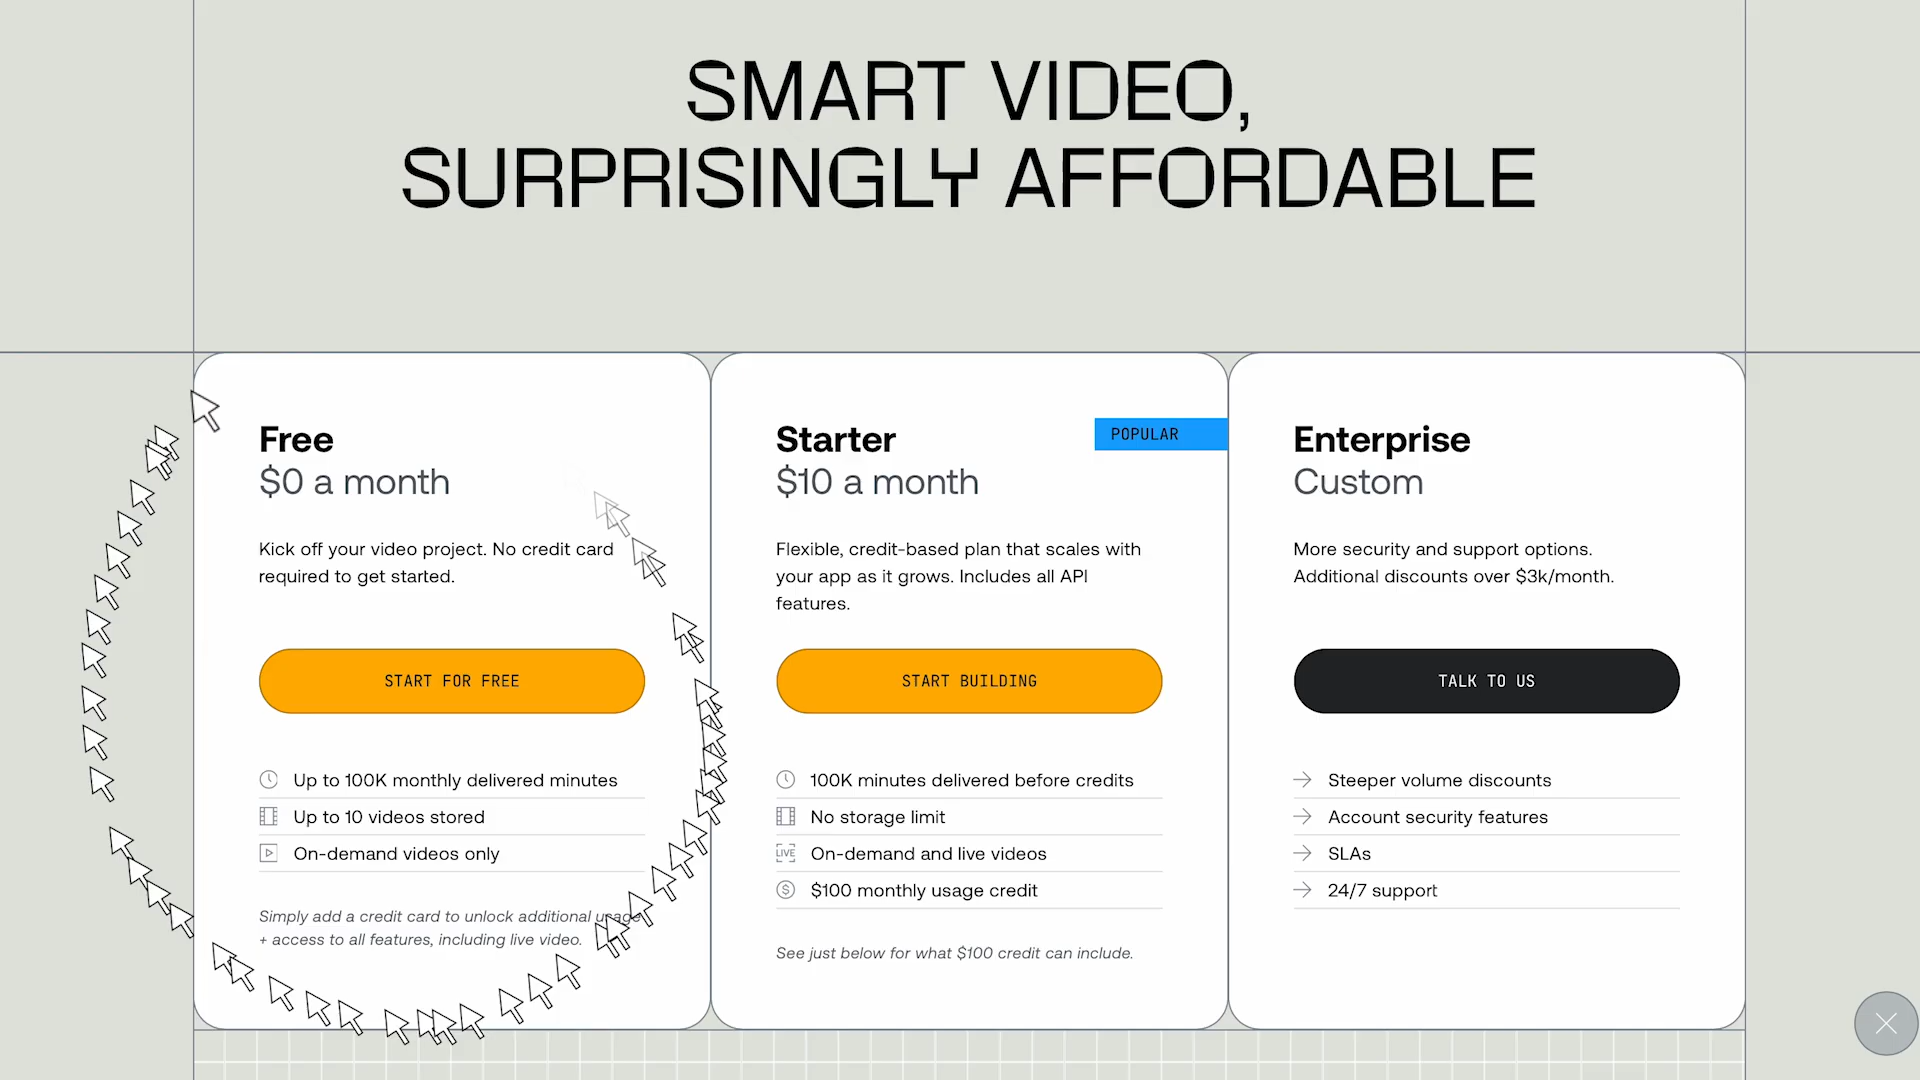 SMART VIDEO,
SURPRISINGLY AFFORDABLE
Free
$0 a month
Kick off your video project. No credit card
required to get started.
START FOR FREE
Up to 100K monthly delivered minutes
Up to 10 videos stored
On-demand videos only
Simply add a credit card to unlock additional usage
+ access to all features, including live video.
Starter
POPULAR
$10 a month
Flexible, credit-based plan that scales with
your app as it grows. Includes all API
features.
START BUILDING
100K minutes delivered before credits
No storage limit
LIVE On-demand and live videos
$100 monthly usage credit
See just below for what $100 credit can include.
Enterprise
Custom
More security and support options.
Additional discounts over $3k/month.
TALK TO US
Steeper volume discounts
Account security features
SLAs
24/7 support